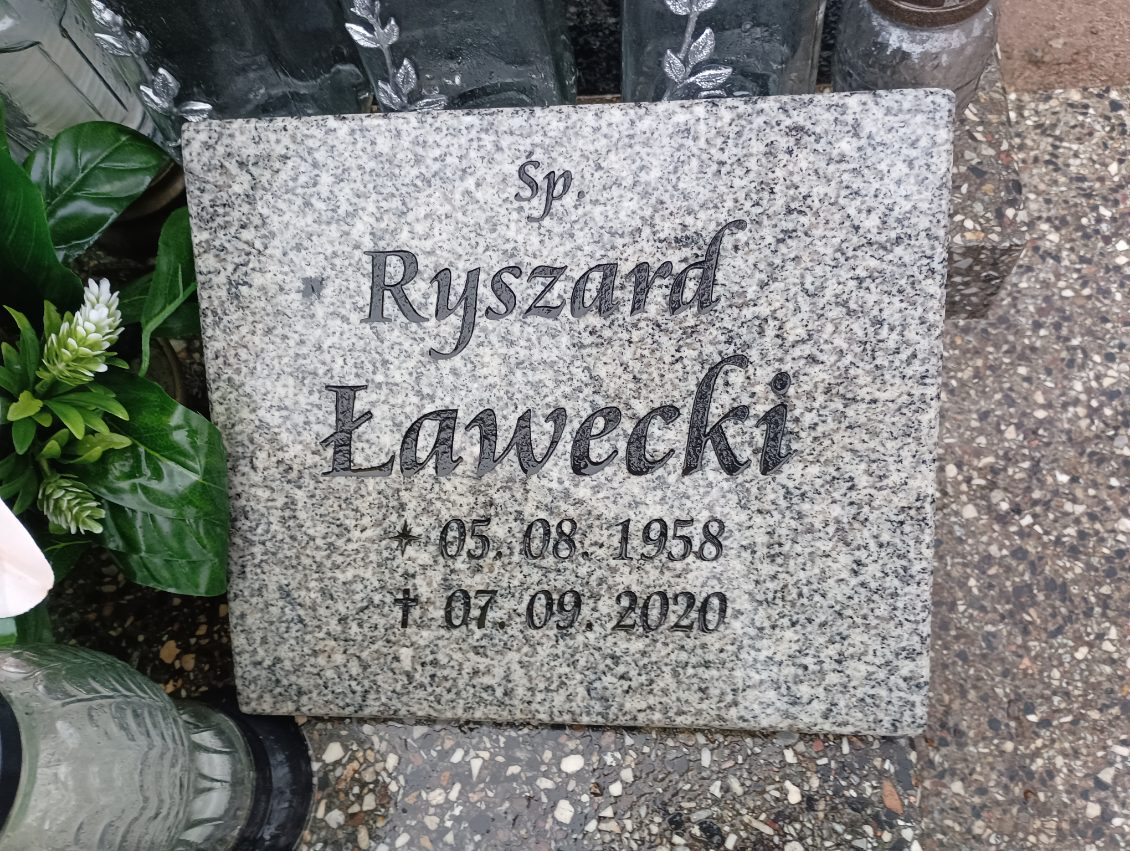 Śp.
Ryszard
Ławecki
05. 08. 1958
† 07. 09. 2020